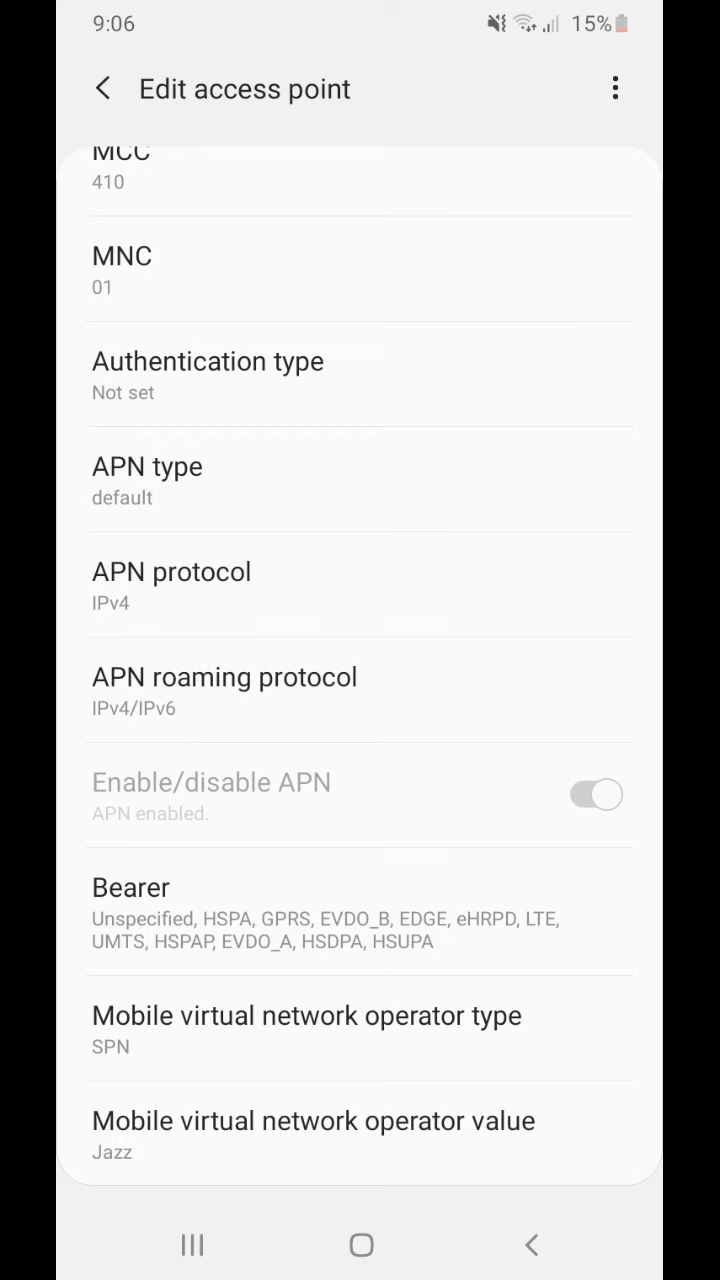 9:06
15%
Edit access point
MCC
410
MNC
01
Authentication type
Not set
APN type
default
APN protocol
IPv4
APN roaming protocol
IPv4/IPv6
Enable/disable APN
APN enabled.
Bearer
Unspecified, HSPA, GPRS, EVDO_B, EDGE, eHRPD, LTE,
UMTS, HSPAP, EVDO_A, HSDPA, HSUPA
Mobile virtual network operator type
SPN
Mobile virtual network operator value
Jazz